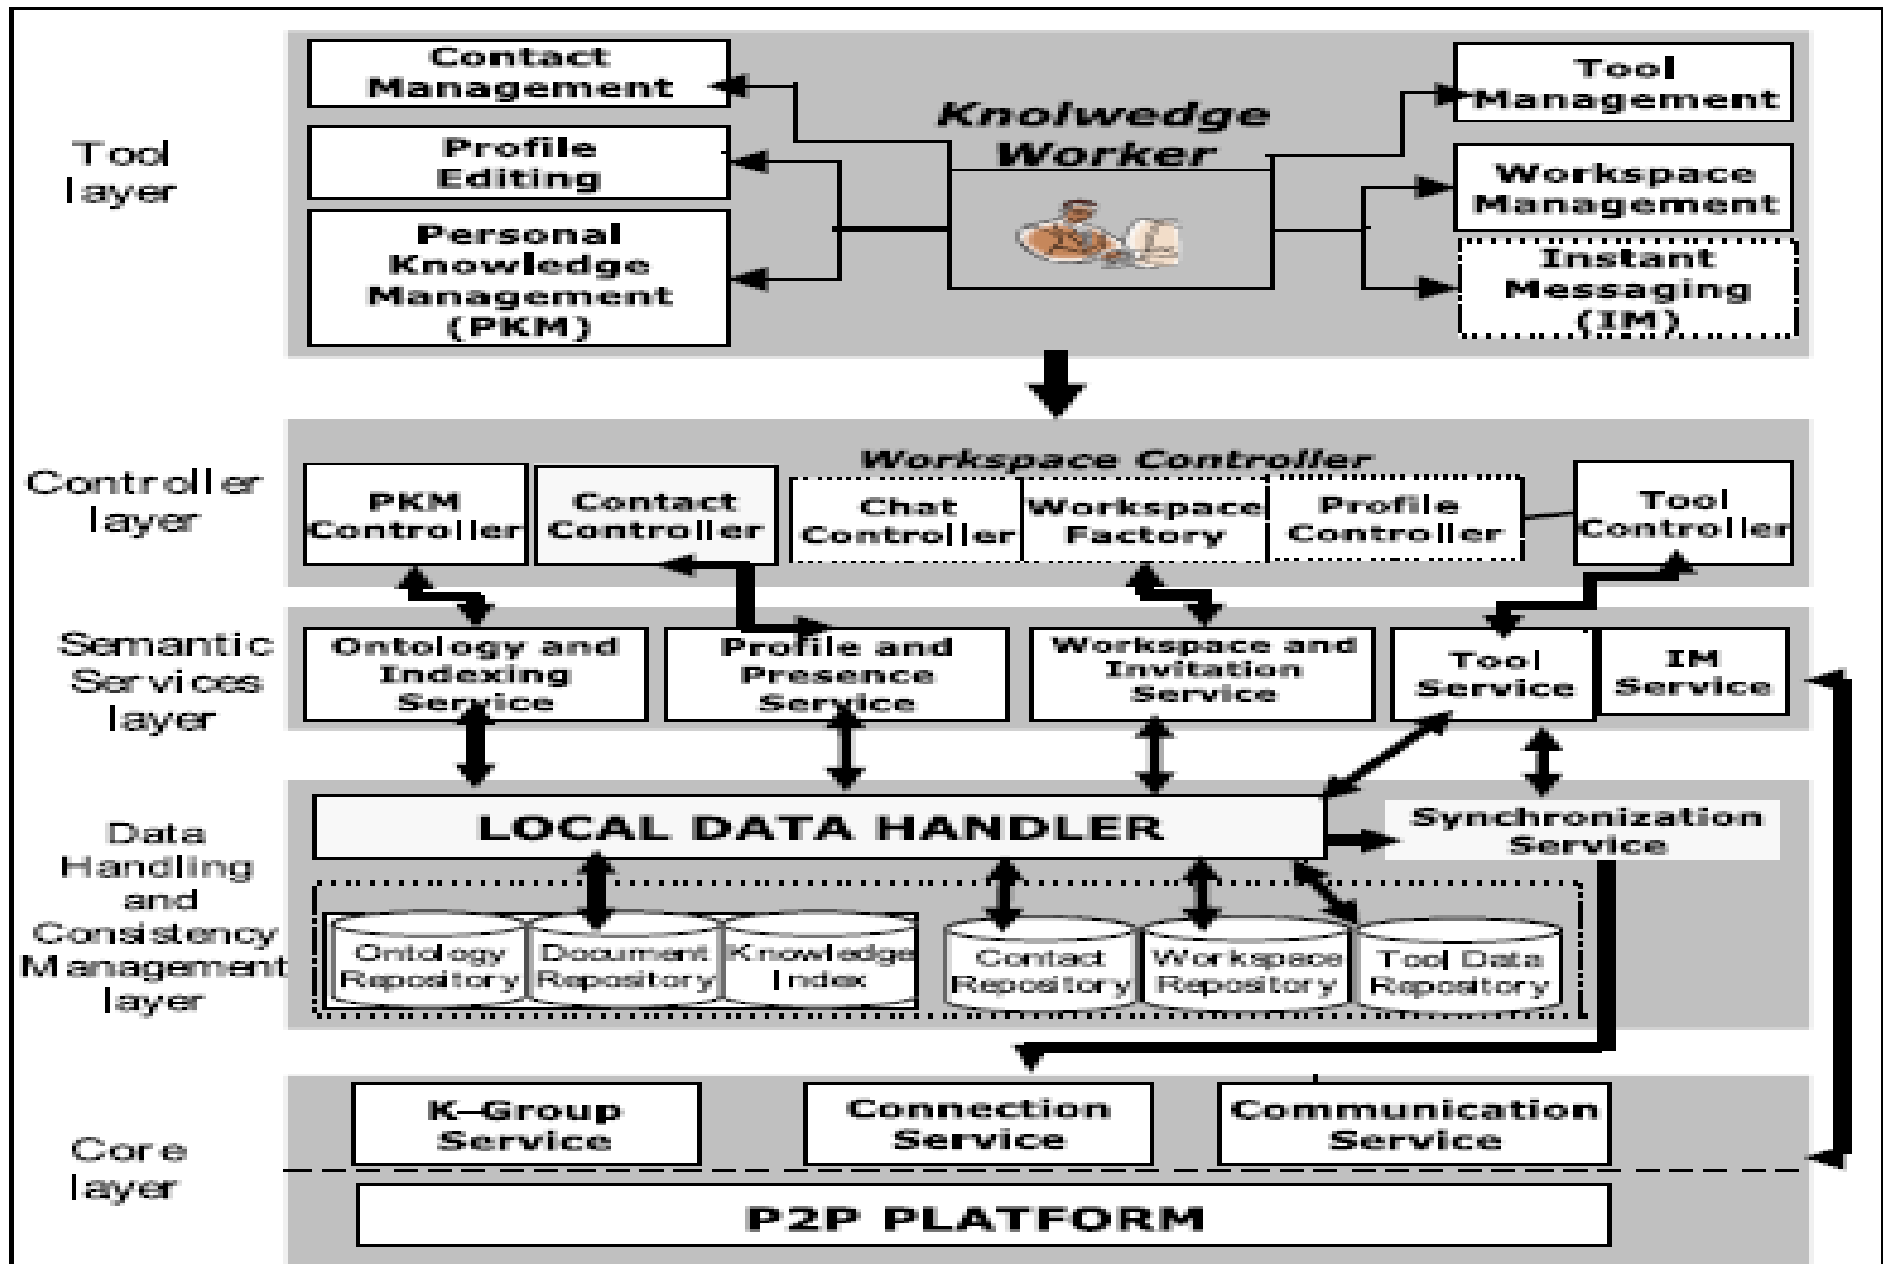 Tool
layer
Contact
Management
Profile
Editing
Personal
Knowledge
Management
(PKM)
Knolwedge
Worker
Tool
Management
Workspace
Management
Instant
Messaging
(IM)
Controller
layer
Workspace Controller
PKM
Controller
Contact
Controller
Chat
Controller
Workspace
Factory
Profile
Controller
Tool
Controller
Semantic
Services
layer
Ontology and
Indexing
Service
Profile and
Presence
Service
Workspace and
Invitation
Service
Tool
Service
IM
Service
Data
Handling
and
Consistency
Management
layer
LOCAL DATA HANDLER
Synchronization
Service
Ontology
Repository
Document
Repository
Knowledge
Index
Contact
Repository
Workspace
Repository
Tool Data
Repository
Core
layer
K-Group
Service
Connection
Service
Communication
Service
P2P PLATFORM